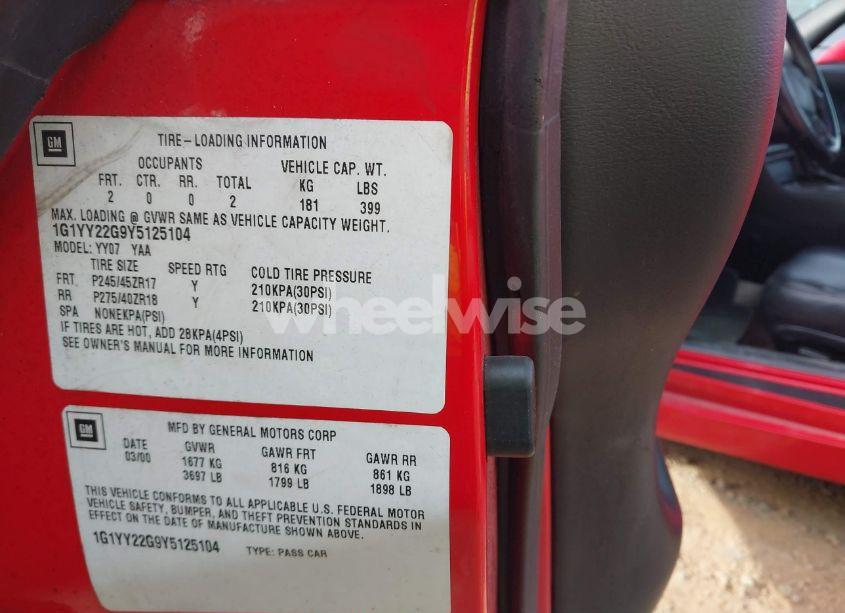 GM
TIRE-LOADING INFORMATION
OCCUPANTS VEHICLE CAP. WT.
FRT. CTR. RR. TOTAL KG LBS
2 0 0 2 181 399
MAX. LOADING @ GVWR SAME AS VEHICLE CAPACITY WEIGHT.
1G1YY22G9Y5125104
MODEL: YY07 YAA
TIRE SIZE SPEED RTG COLD TIRE PRESSURE
FRT. P245/45ZR17 Y 210KPA(30PSI)
RR P275/40ZR18 Y 210KPA(30PSI)
SPA NONEKPA(PSI)
IF TIRES ARE HOT, ADD 28KPA(4PSI)
SEE OWNER'S MANUAL FOR MORE INFORMATION
wheelwise
GM
MFD BY GENERAL MOTORS CORP
DATE GVWR GAWR FRT GAWR RR
03/00 1677 KG 816 KG 861 KG
3697 LB 1799 LB 1898 LB
THIS VEHICLE CONFORMS TO ALL APPLICABLE U.S. FEDERAL MOTOR
VEHICLE SAFETY, BUMPER, AND THEFT PREVENTION STANDARDS IN
EFFECT ON THE DATE OF MANUFACTURE SHOWN ABOVE.
1G1YY22G9Y5125104 TYPE: PASS CAR